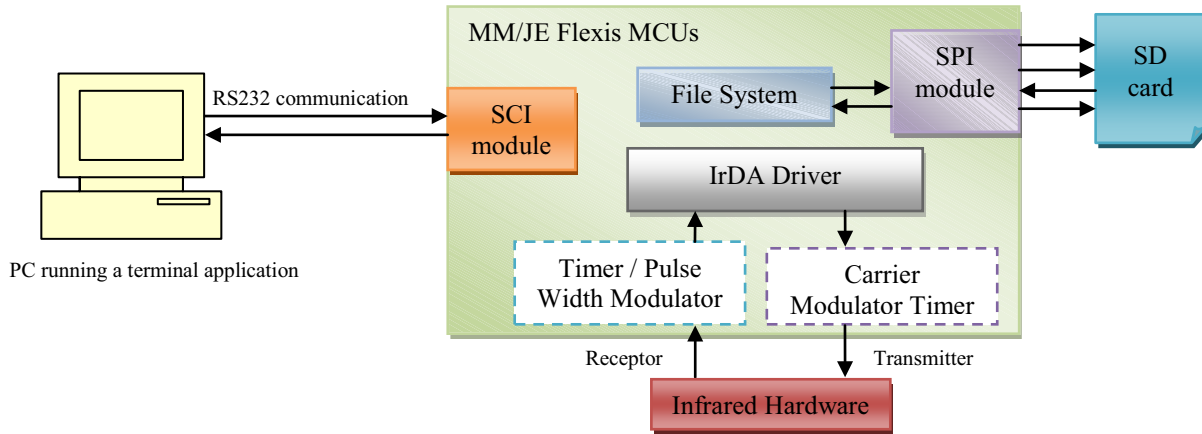 MM/JE Flexis MCUs
RS232 communication
SCI
module
File System
SPI
module
SD
card
IrDA Driver
PC running a terminal application
Timer / Pulse
Width Modulator
Carrier
Modulator Timer
Receptor
Transmitter
Infrared Hardware